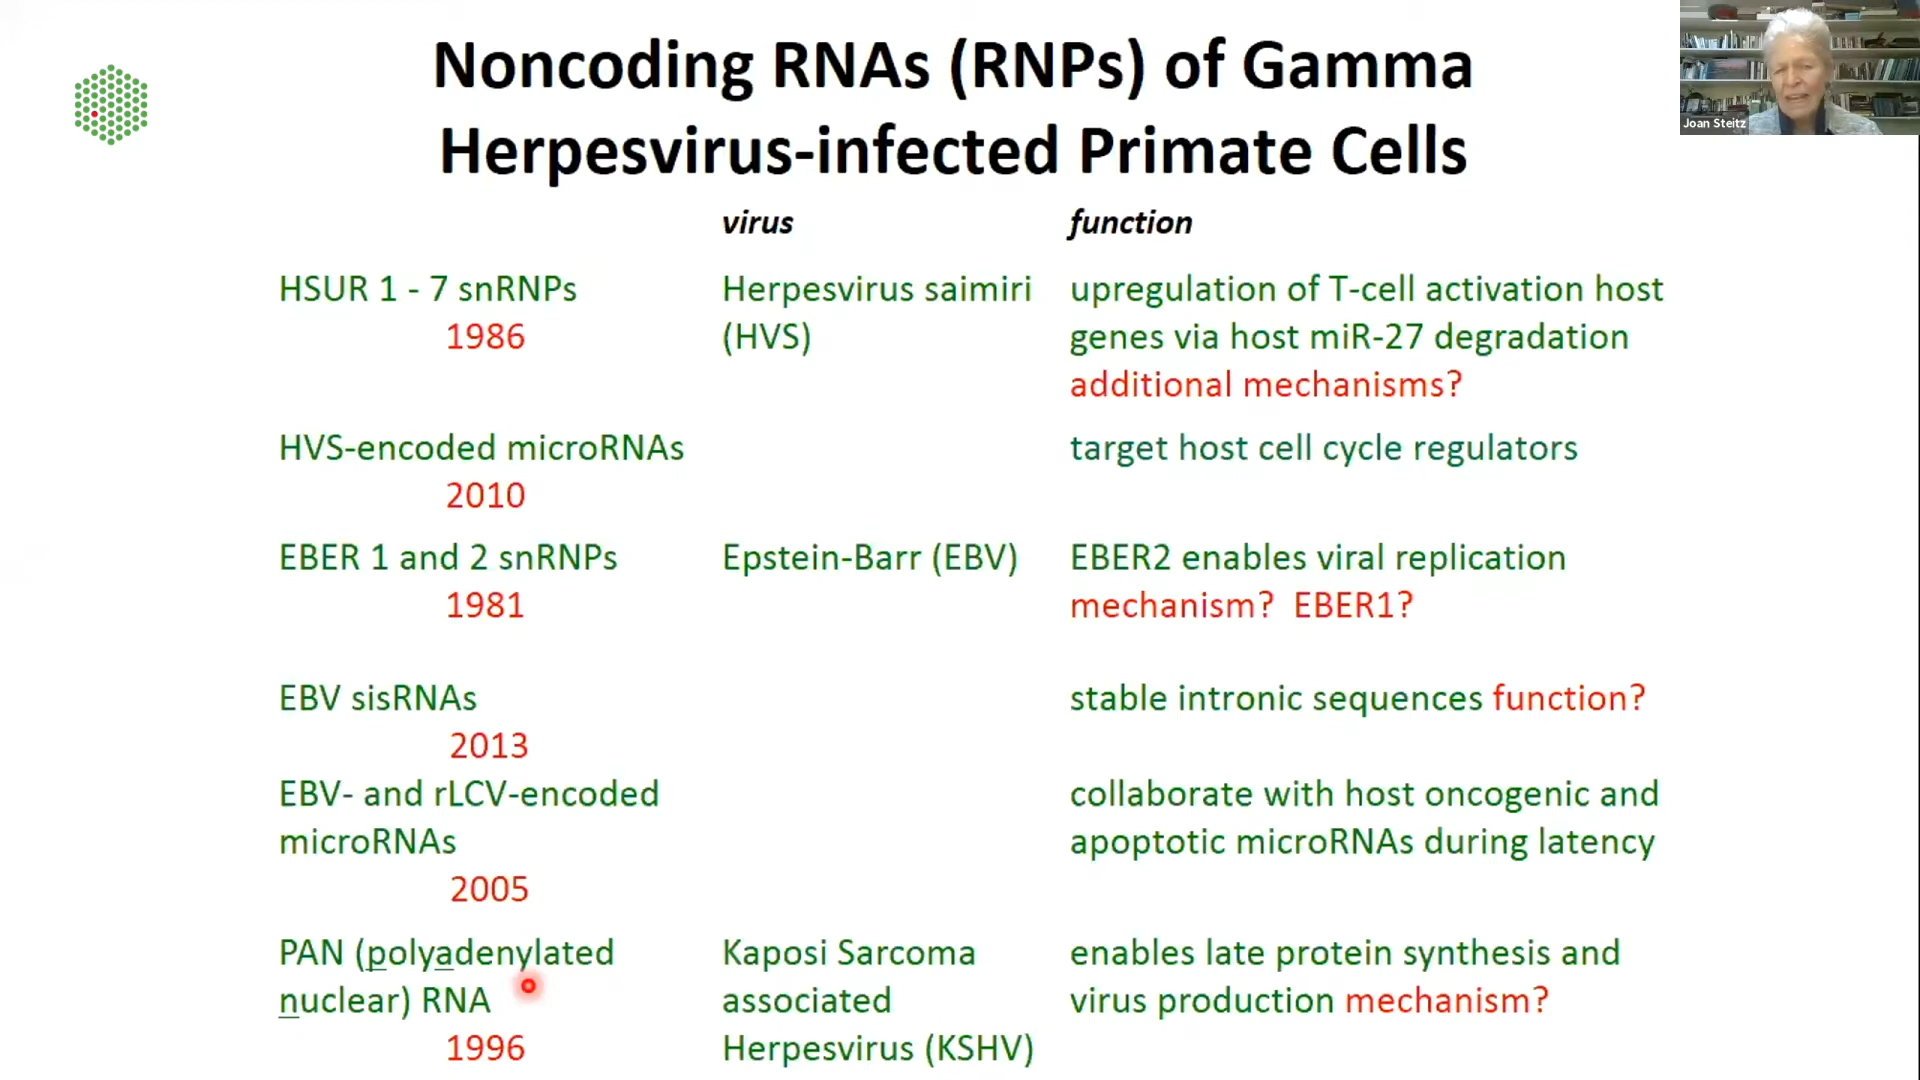 Noncoding RNAs (RNPs) of Gamma
Herpesvirus-infected Primate Cells
Joan Steitz
virus function
HSUR 1 - 7 snRNPs Herpesvirus saimiri upregulation of T-cell activation host
1986 (HVS) genes via host miR-27 degradation
additional mechanisms?
HVS-encoded microRNAs target host cell cycle regulators
2010
EBER 1 and 2 snRNPs Epstein-Barr (EBV) EBER2 enables viral replication
1981 mechanism? EBER1?
EBV sisRNAs stable intronic sequences function?
2013
EBV- and rLCV-encoded collaborate with host oncogenic and
microRNAs apoptotic microRNAs during latency
2005
PAN (polyadenylated Kaposi Sarcoma enables late protein synthesis and
nuclear) RNA associated virus production mechanism?
1996 Herpesvirus (KSHV)